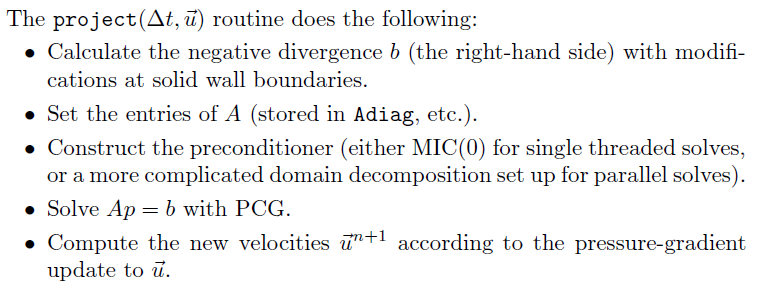 The project(Δt, u⃗) routine does the following:
• Calculate the negative divergence b (the right-hand side) with modifi-
cations at solid wall boundaries.
• Set the entries of A (stored in Adiag, etc.).
• Construct the preconditioner (either MIC(0) for single threaded solves,
or a more complicated domain decomposition set up for parallel solves).
• Solve Ap = b with PCG.
• Compute the new velocities u⃗ⁿ⁺¹ according to the pressure-gradient
update to u⃗.